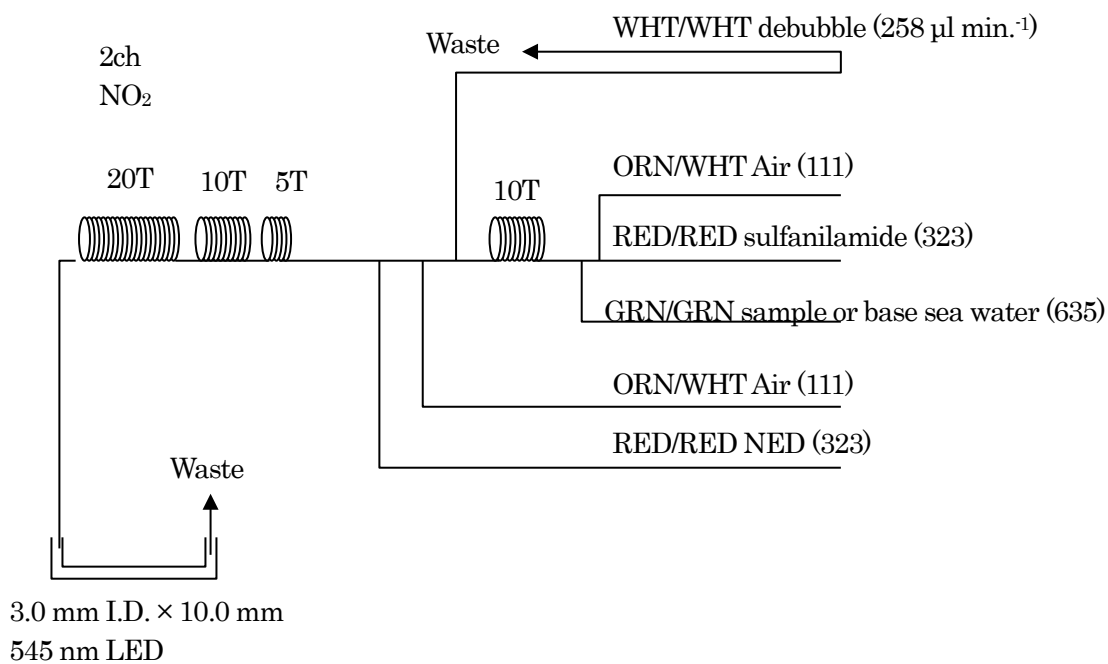 WHT/WHT debubble (258 µl min.⁻¹)
Waste
2ch
NO₂
ORN/WHT Air (111)
20T
10T
5T
10T
RED/RED sulfanilamide (323)
GRN/GRN sample or base sea water (635)
ORN/WHT Air (111)
RED/RED NED (323)
Waste
3.0 mm I.D. × 10.0 mm
545 nm LED